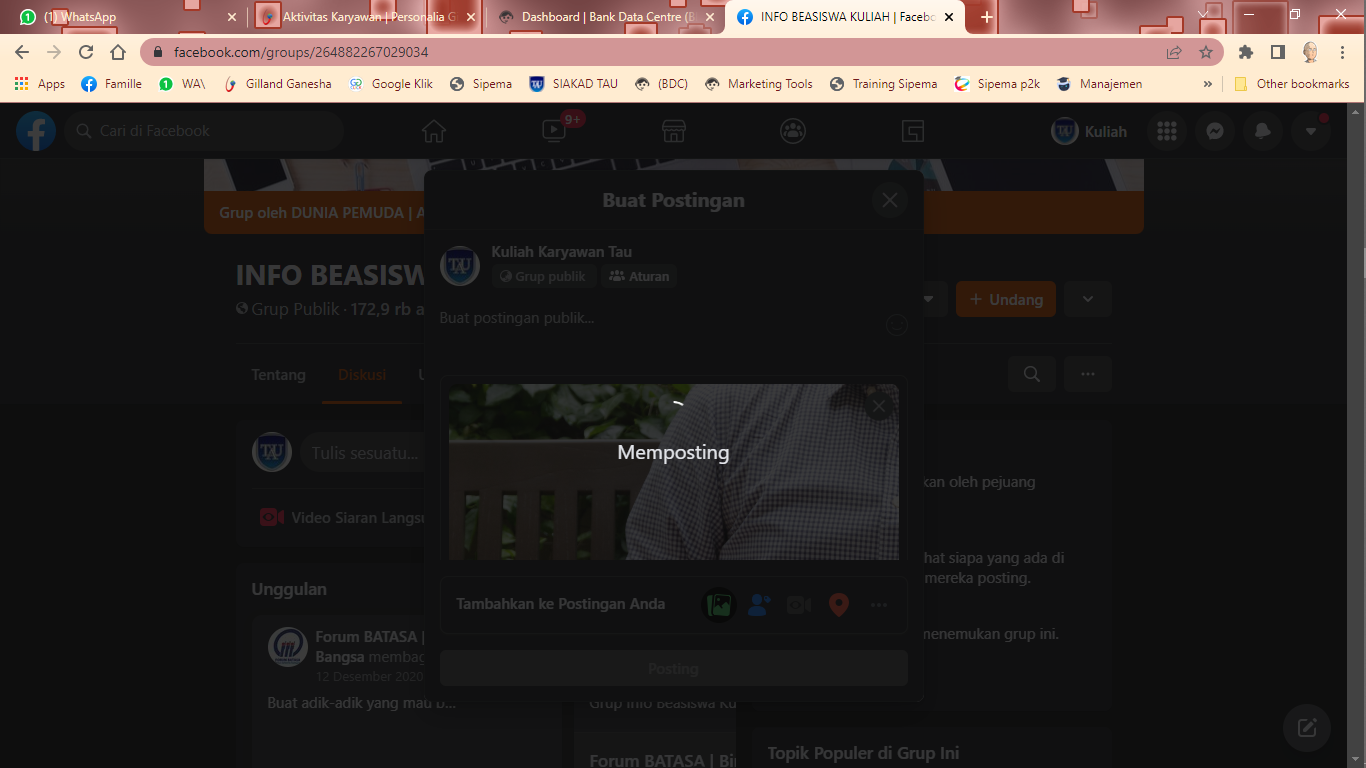 (1) WhatsApp
Aktivitas Karyawan | Personalia G
Dashboard | Bank Data Centre (B
INFO BEASISWA KULIAH | Facebo
facebook.com/groups/264882267029034
Apps
Famille
WA\
Gilland Ganesha
Google Klik
Sipema
SIAKAD TAU
(BDC)
Marketing Tools
Training Sipema
Sipema p2k
Manajemen
Other bookmarks
Cari di Facebook
9+
Kuliah
Grup oleh DUNIA PEMUDA | A
INFO BEASISW
Grup Publik · 172,9 rb a
Undang
Tentang
Diskusi
Tulis sesuatu...
Video Siaran Langsu
Unggulan
Forum BATASA |
Bangsa membag
12 Desember 2020
Buat adik-adik yang mau b...
Buat Postingan
Kuliah Karyawan Tau
Grup publik
Aturan
Buat postingan publik...
Memposting
Tambahkan ke Postingan Anda
Posting
Grup Info Beasiswa Ku
Forum BATASA | Bi
kan oleh pejuang
hat siapa yang ada di
mereka posting.
menemukan grup ini.
Topik Populer di Grup Ini